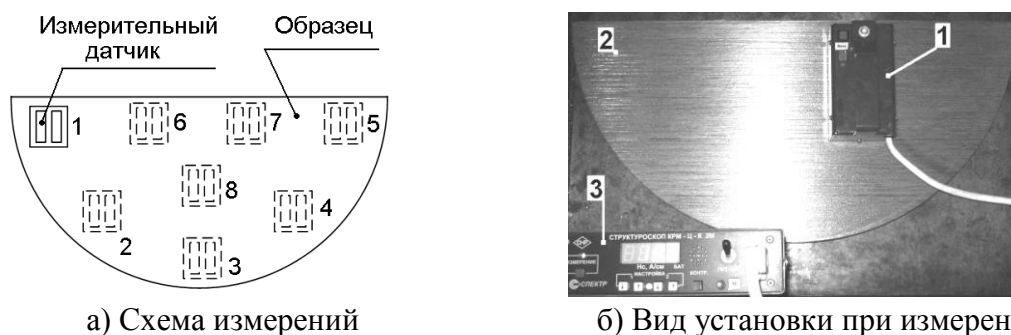 Измерительный
датчик
Образец
1
6
7
5
8
2
4
3
2
1
3
СТРУКТУРОСКОП КРМ - Ц - К 2М
ИЗМЕРЕНИЕ
Нс, А/см
БАТ
НАСТРОЙКА
КОНТР.
СПЕКТР
а) Схема измерений
б) Вид установки при измерен